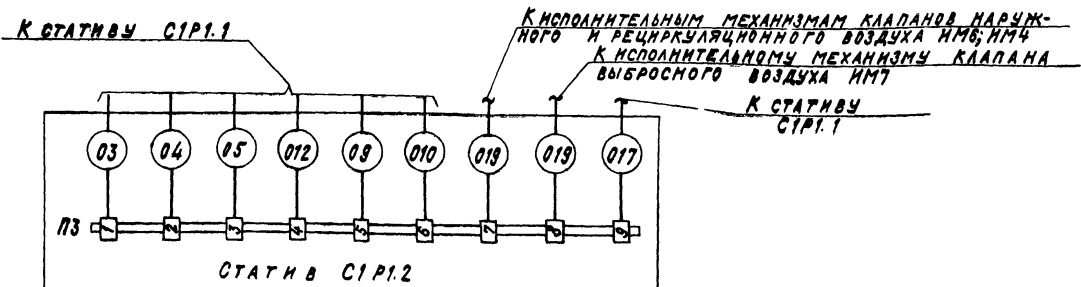 К стативу С1Р1.1
К исполнительным механизмам клапанов наруж-
ного и рециркуляционного воздуха ИМ6; ИМ4
К исполнительному механизму клапана
выбросного воздуха ИМ7
К стативу
С1Р1.1
03 04 05 012 09 010 019 019 017
П3 1 2 3 4 5 6 7 8 9
Статив С1Р1.2